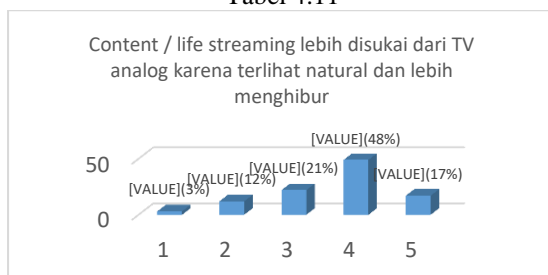 Tabel 4.11
Content / life streaming lebih disukai dari TV
analog karena terlihat natural dan lebih
menghibur
[VALUE](48%)
50
[VALUE](21%)
[VALUE](12%)
[VALUE](17%)
[VALUE](3%)
0
1 2 3 4 5